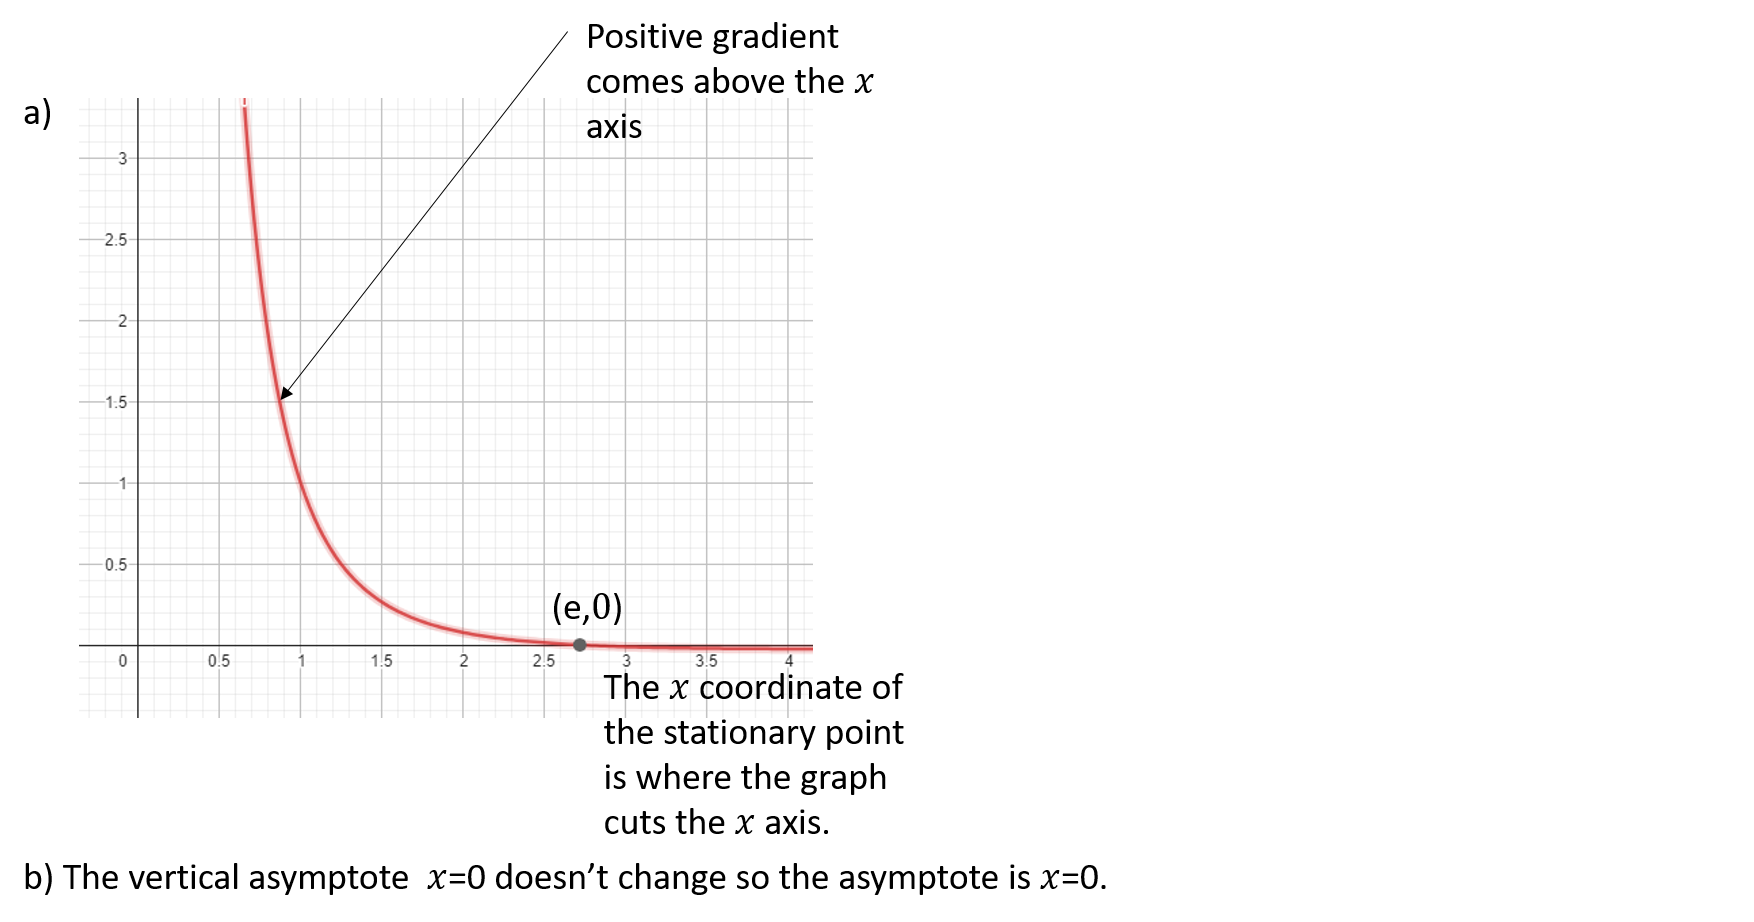 Positive gradient
comes above the x
axis
a)
3
2.5
2
1.5
1
0.5
(e,0)
0 0.5 1 1.5 2 2.5 3 3.5 4
The x coordinate of
the stationary point
is where the graph
cuts the x axis.
b) The vertical asymptote x=0 doesn’t change so the asymptote is x=0.